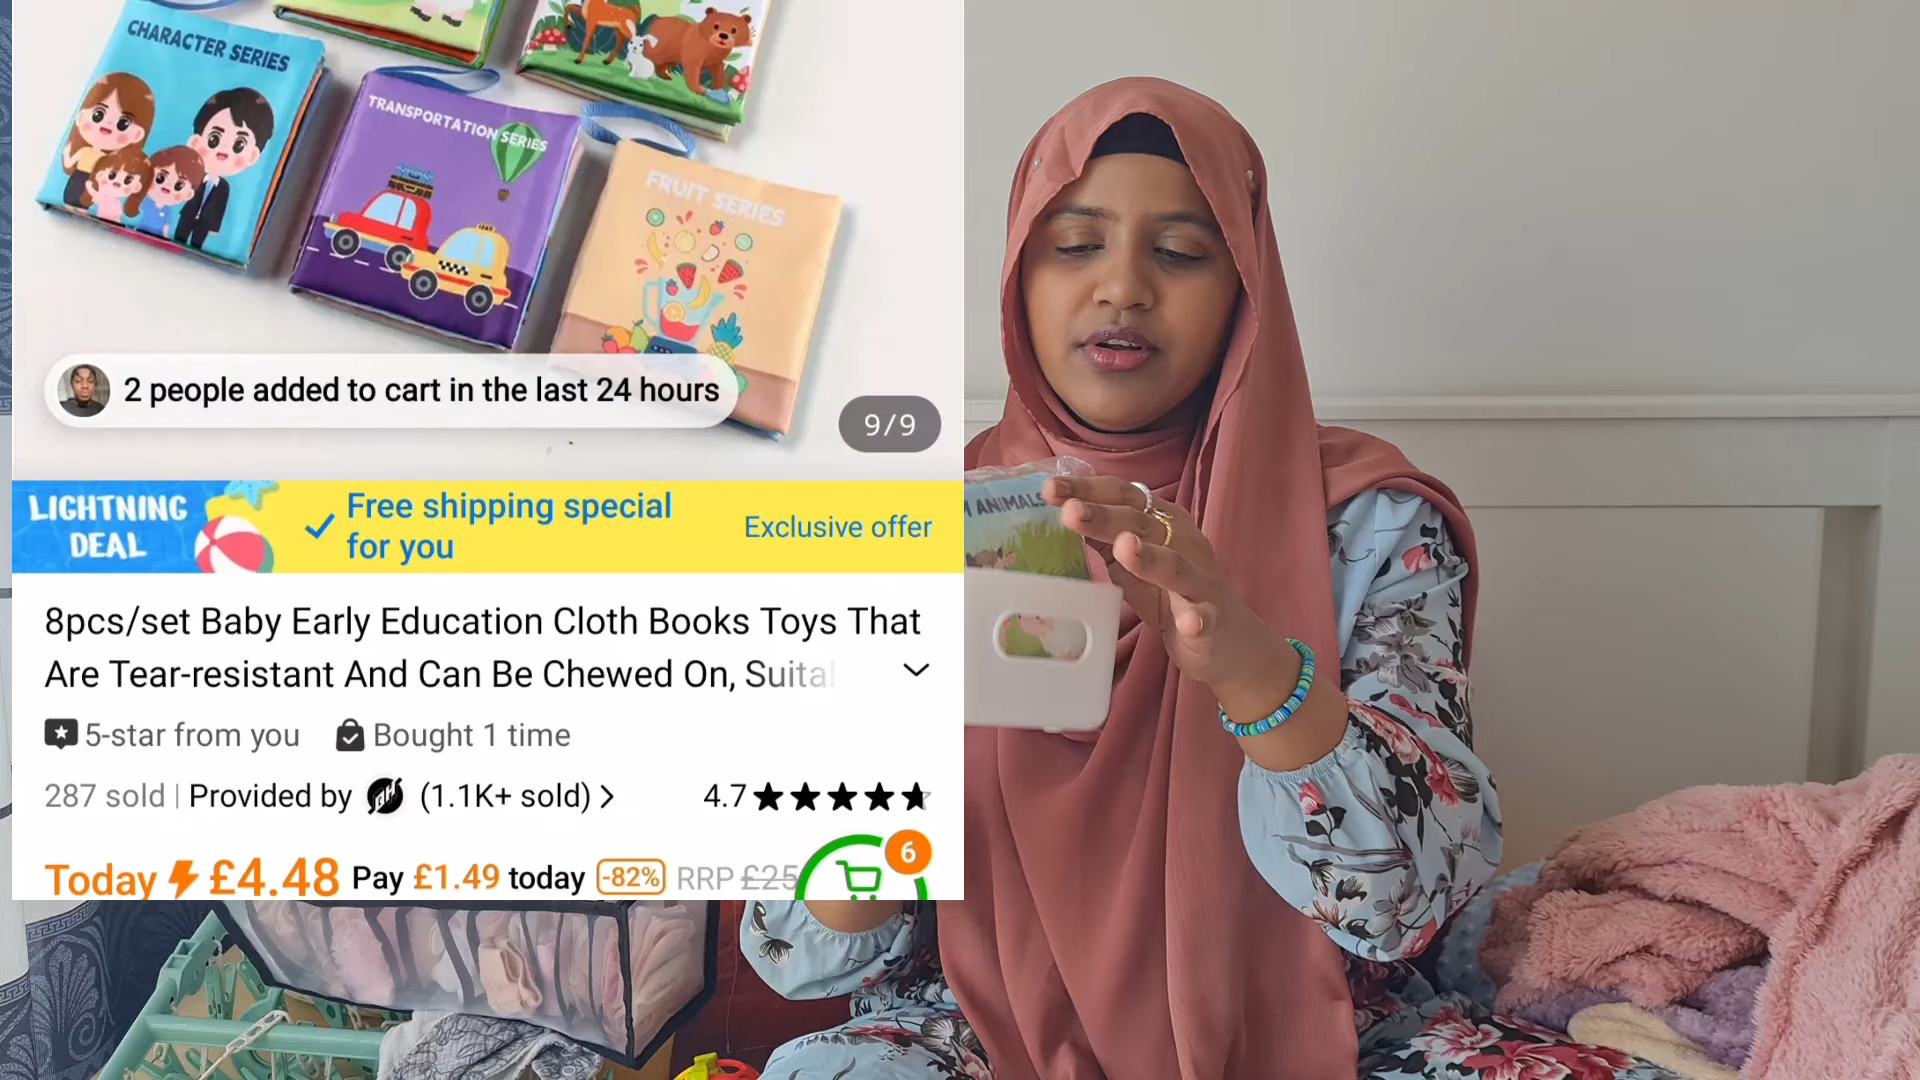 CHARACTER SERIES
TRANSPORTATION SERIES
FRUIT SERIES
2 people added to cart in the last 24 hours
9/9
LIGHTNING
DEAL
Free shipping special
for you
Exclusive offer
8pcs/set Baby Early Education Cloth Books Toys That
Are Tear-resistant And Can Be Chewed On,
5-star from you
Bought 1 time
287 sold | Provided by (1.1K+ sold) >
4.7
6
Today £4.48 Pay £1.49 today -82% RRP £25
ANIMALS